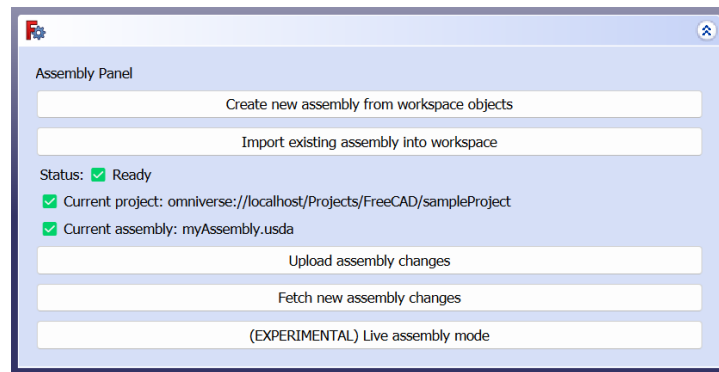 Assembly Panel
Create new assembly from workspace objects
Import existing assembly into workspace
Status: ✅ Ready
✅ Current project: omniverse://localhost/Projects/FreeCAD/sampleProject
✅ Current assembly: myAssembly.usda
Upload assembly changes
Fetch new assembly changes
(EXPERIMENTAL) Live assembly mode